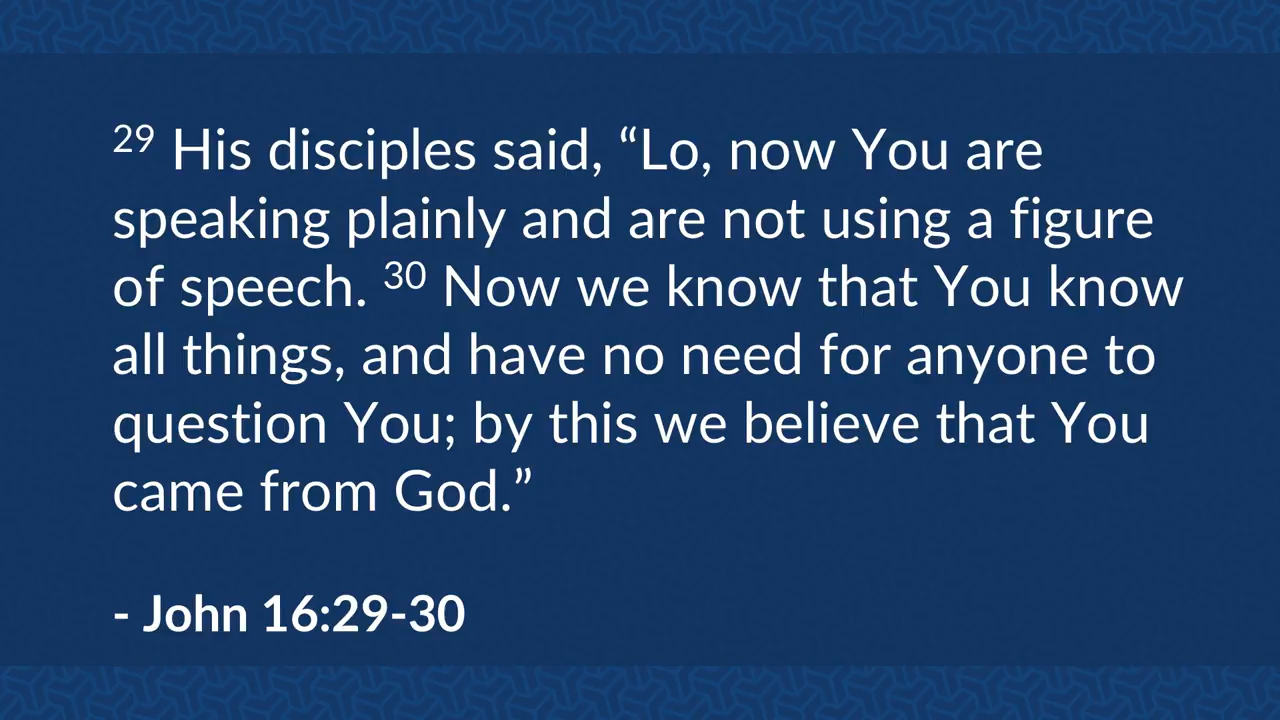 29 His disciples said, “Lo, now You are
speaking plainly and are not using a figure
of speech. 30 Now we know that You know
all things, and have no need for anyone to
question You; by this we believe that You
came from God.”
- John 16:29-30